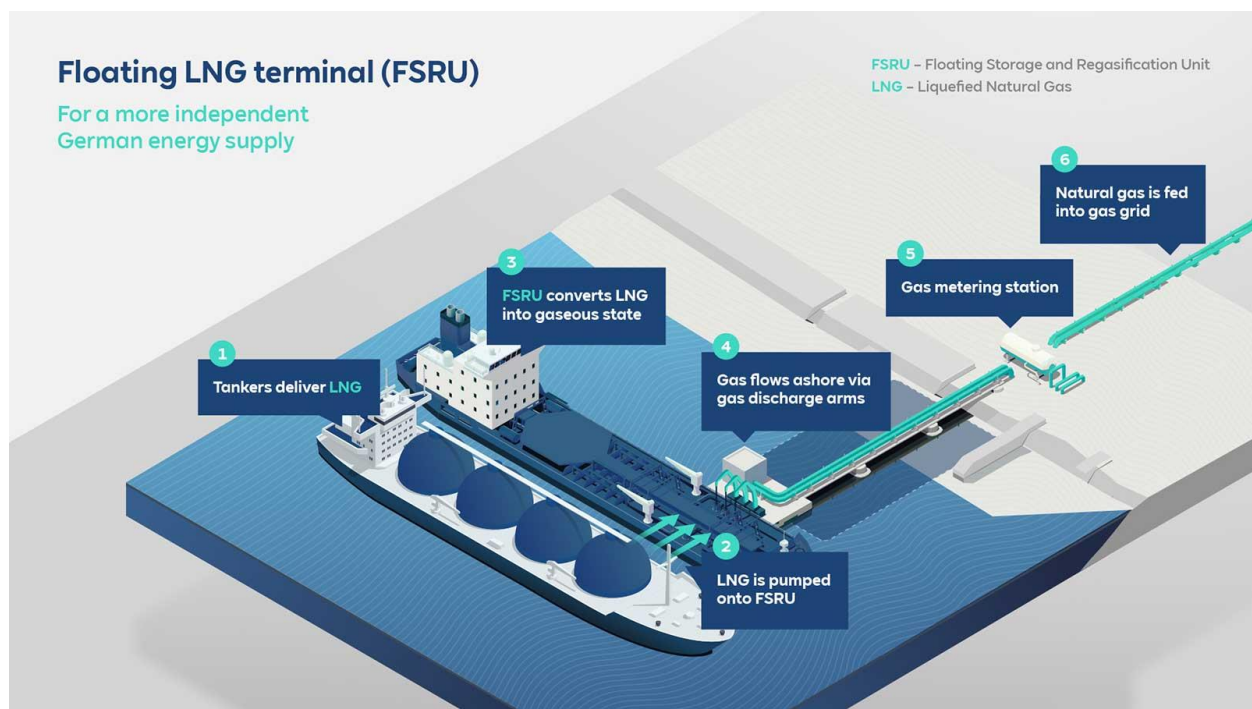 Floating LNG terminal (FSRU)
For a more independent
German energy supply
FSRU – Floating Storage and Regasification Unit
LNG – Liquefied Natural Gas
1
Tankers deliver LNG
2
LNG is pumped
onto FSRU
3
FSRU converts LNG
into gaseous state
4
Gas flows ashore via
gas discharge arms
5
Gas metering station
6
Natural gas is fed
into gas grid